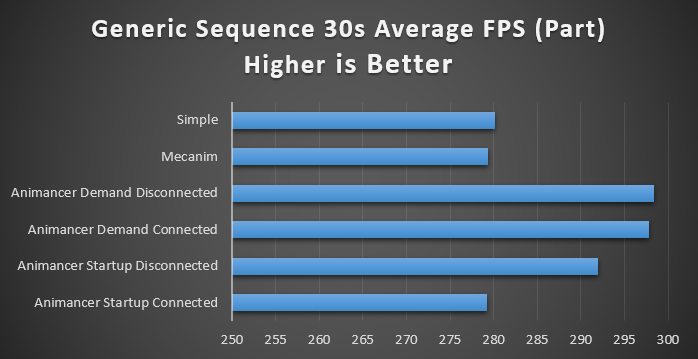 Generic Sequence 30s Average FPS (Part)
Higher is Better
Simple
Mecanim
Animancer Demand Disconnected
Animancer Demand Connected
Animancer Startup Disconnected
Animancer Startup Connected
250 255 260 265 270 275 280 285 290 295 300